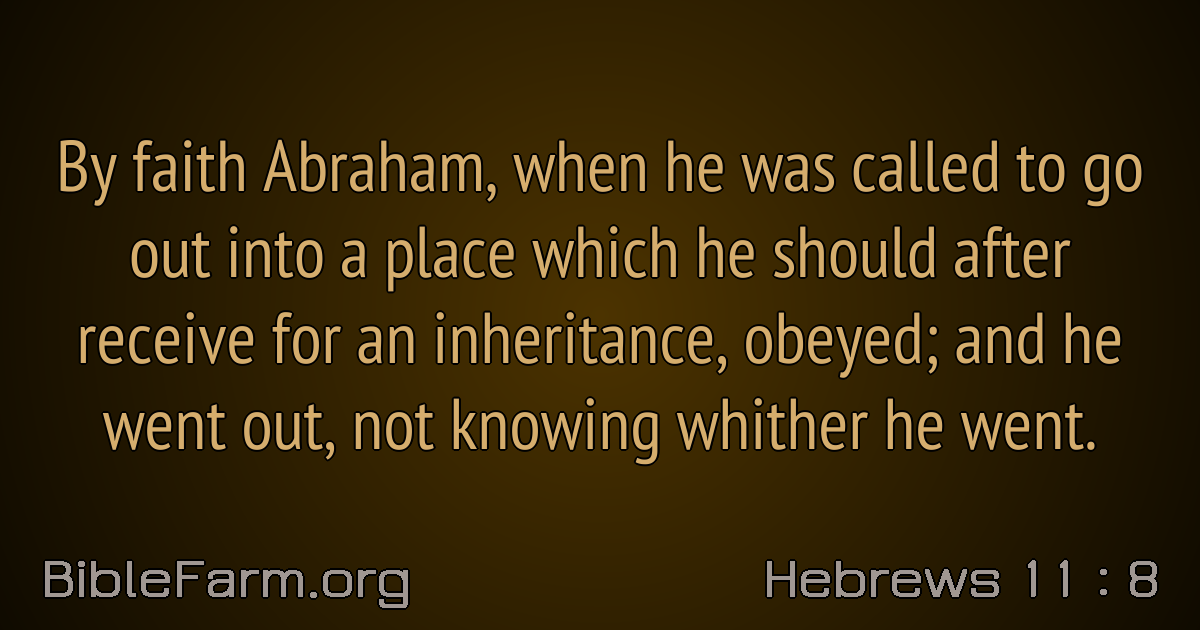 By faith Abraham, when he was called to go
out into a place which he should after
receive for an inheritance, obeyed; and he
went out, not knowing whither he went.
BibleFarm.org
Hebrews 11 : 8